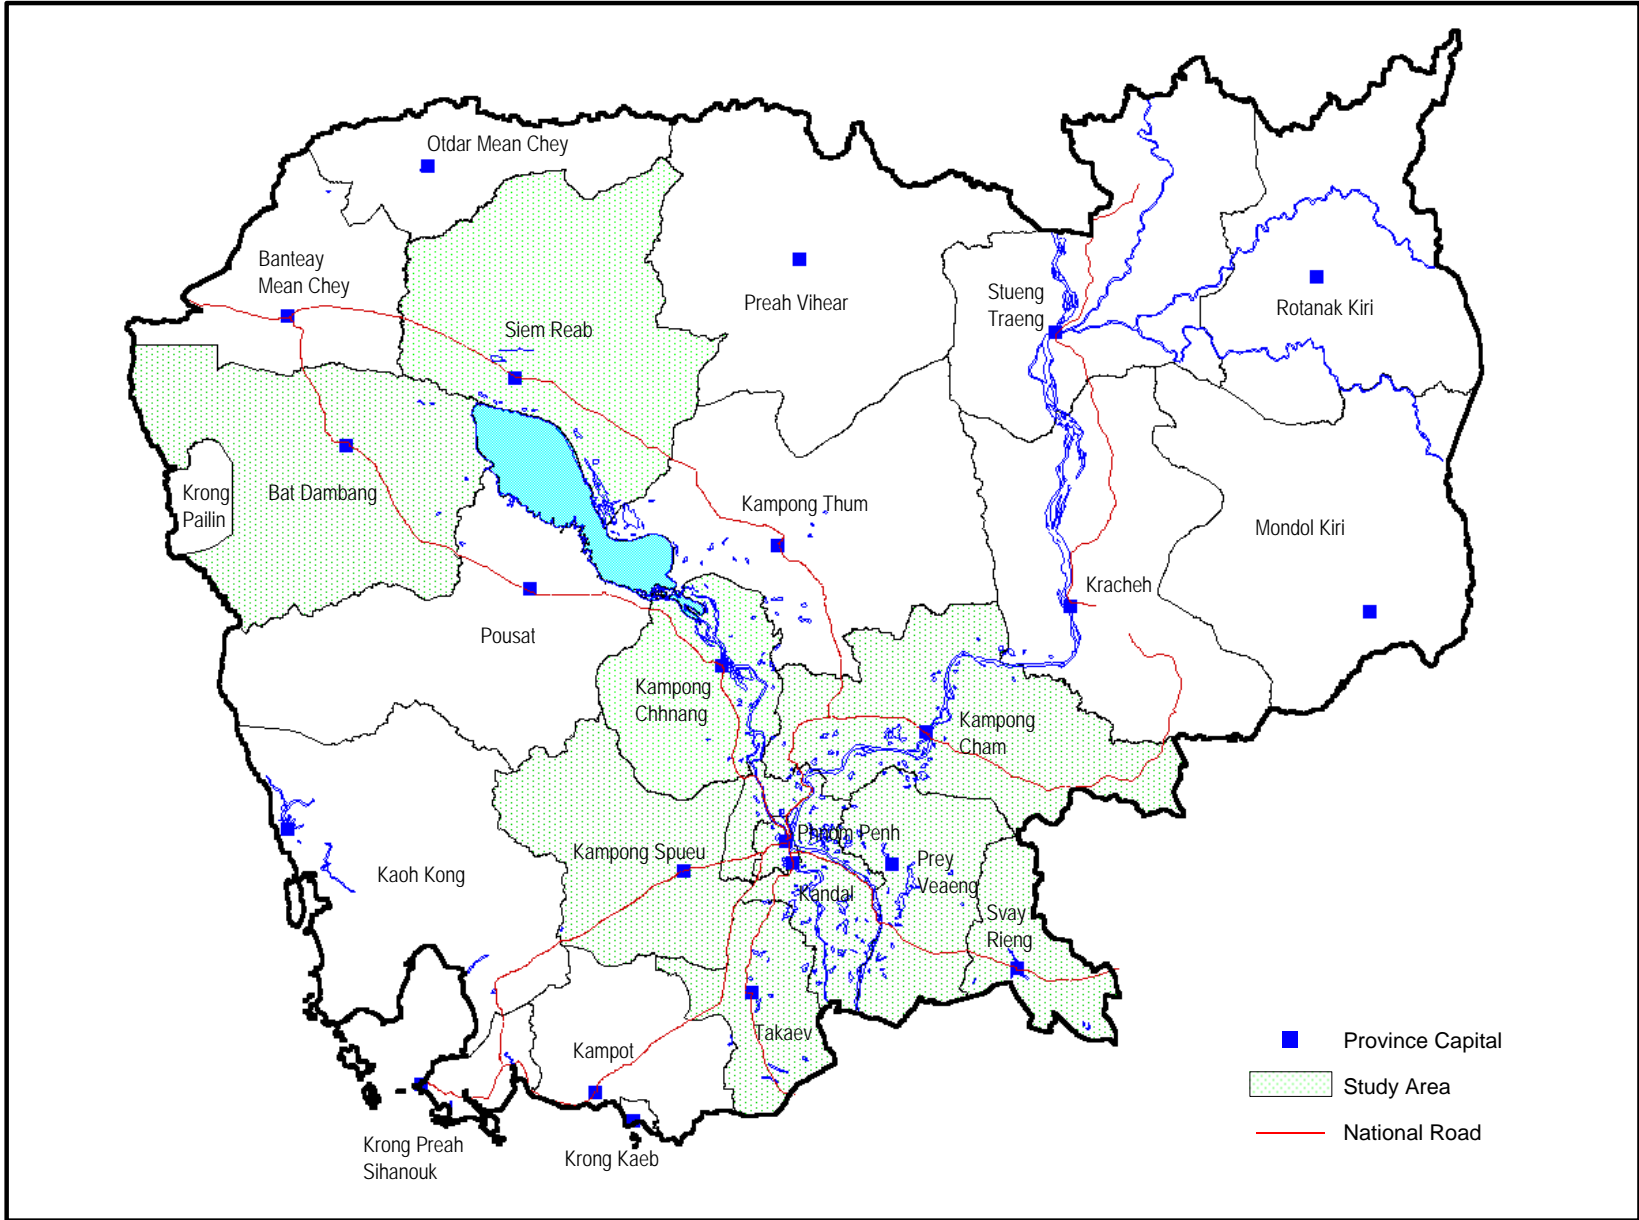 Otdar Mean Chey
Banteay
Mean Chey
Siem Reab
Preah Vihear
Stueng
Traeng
Rotanak Kiri
Krong
Pailin
Bat Dambang
Kampong Thum
Mondol Kiri
Kracheh
Pousat
Kampong
Chhnang
Kampong
Cham
Kaoh Kong
Kampong Spueu
Phnom Penh
Prey
Veaeng
Kandal
Svay
Rieng
Takaev
Kampot
Krong Preah
Sihanouk
Krong Kaeb
Province Capital
Study Area
National Road